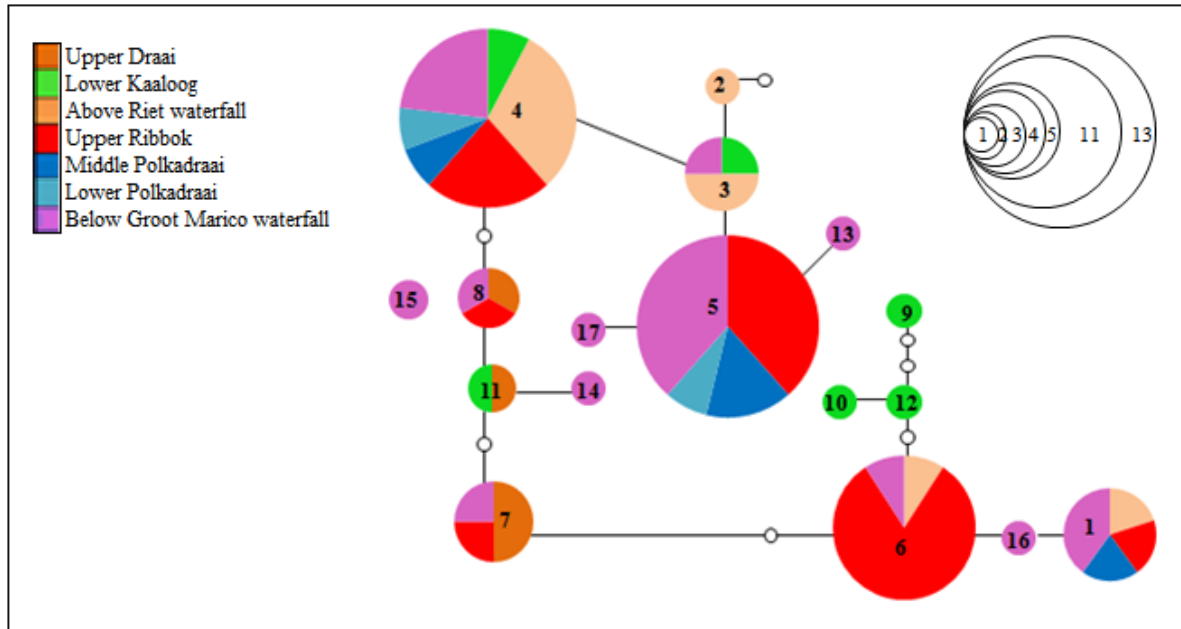 Upper Draai
Lower Kaaloog
Above Riet waterfall
Upper Ribbok
Middle Polkadraai
Lower Polkadraai
Below Groot Marico waterfall
1 2 3 4 5 11 13
4
2
3
13
8
15
5
17
9
11
14
10
12
7
6
16
1